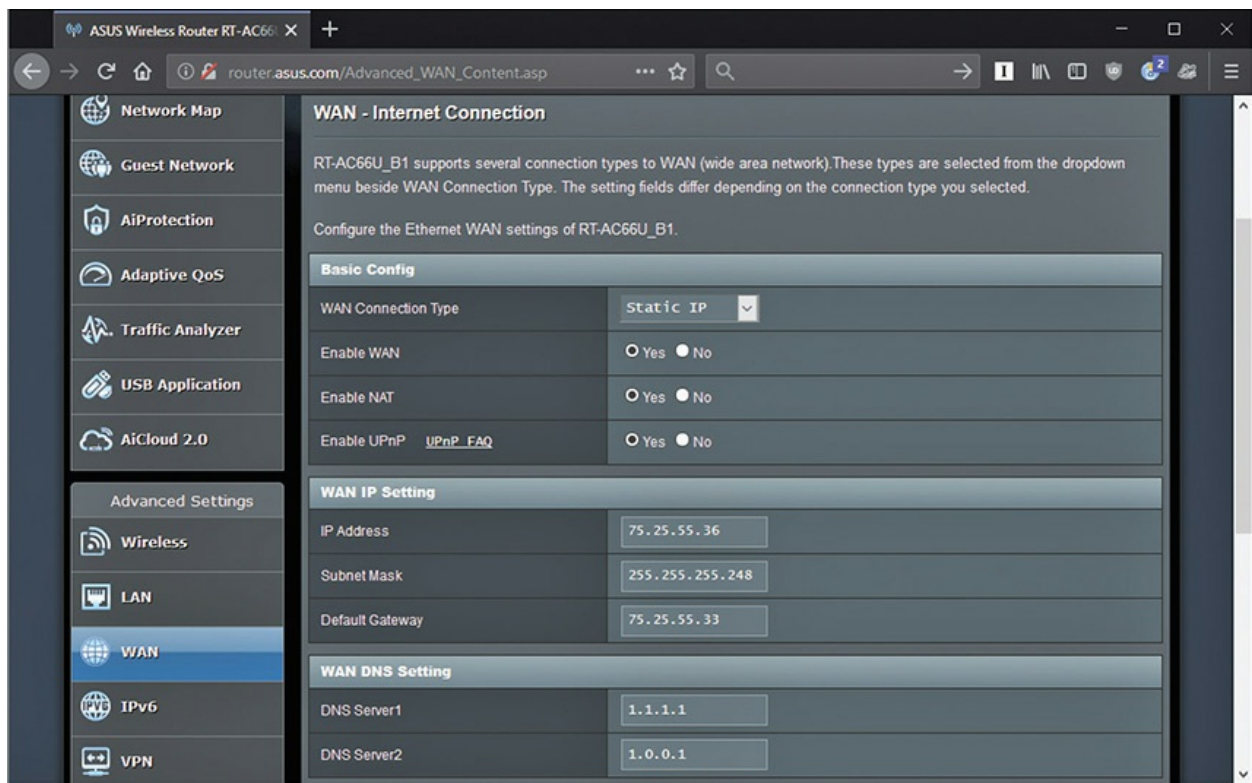 ASUS Wireless Router RT-AC66
router.asus.com/Advanced_WAN_Content.asp
2
Network Map
Guest Network
AiProtection
Adaptive QoS
Traffic Analyzer
USB Application
AiCloud 2.0
Advanced Settings
Wireless
LAN
WAN
IPv6
VPN
WAN - Internet Connection
RT-AC66U_B1 supports several connection types to WAN (wide area network).These types are selected from the dropdown
menu beside WAN Connection Type. The setting fields differ depending on the connection type you selected.
Configure the Ethernet WAN settings of RT-AC66U_B1.
Basic Config
WAN Connection Type Static IP
Enable WAN Yes No
Enable NAT Yes No
Enable UPnP UPnP FAQ Yes No
WAN IP Setting
IP Address 75.25.55.36
Subnet Mask 255.255.255.248
Default Gateway 75.25.55.33
WAN DNS Setting
DNS Server1 1.1.1.1
DNS Server2 1.0.0.1